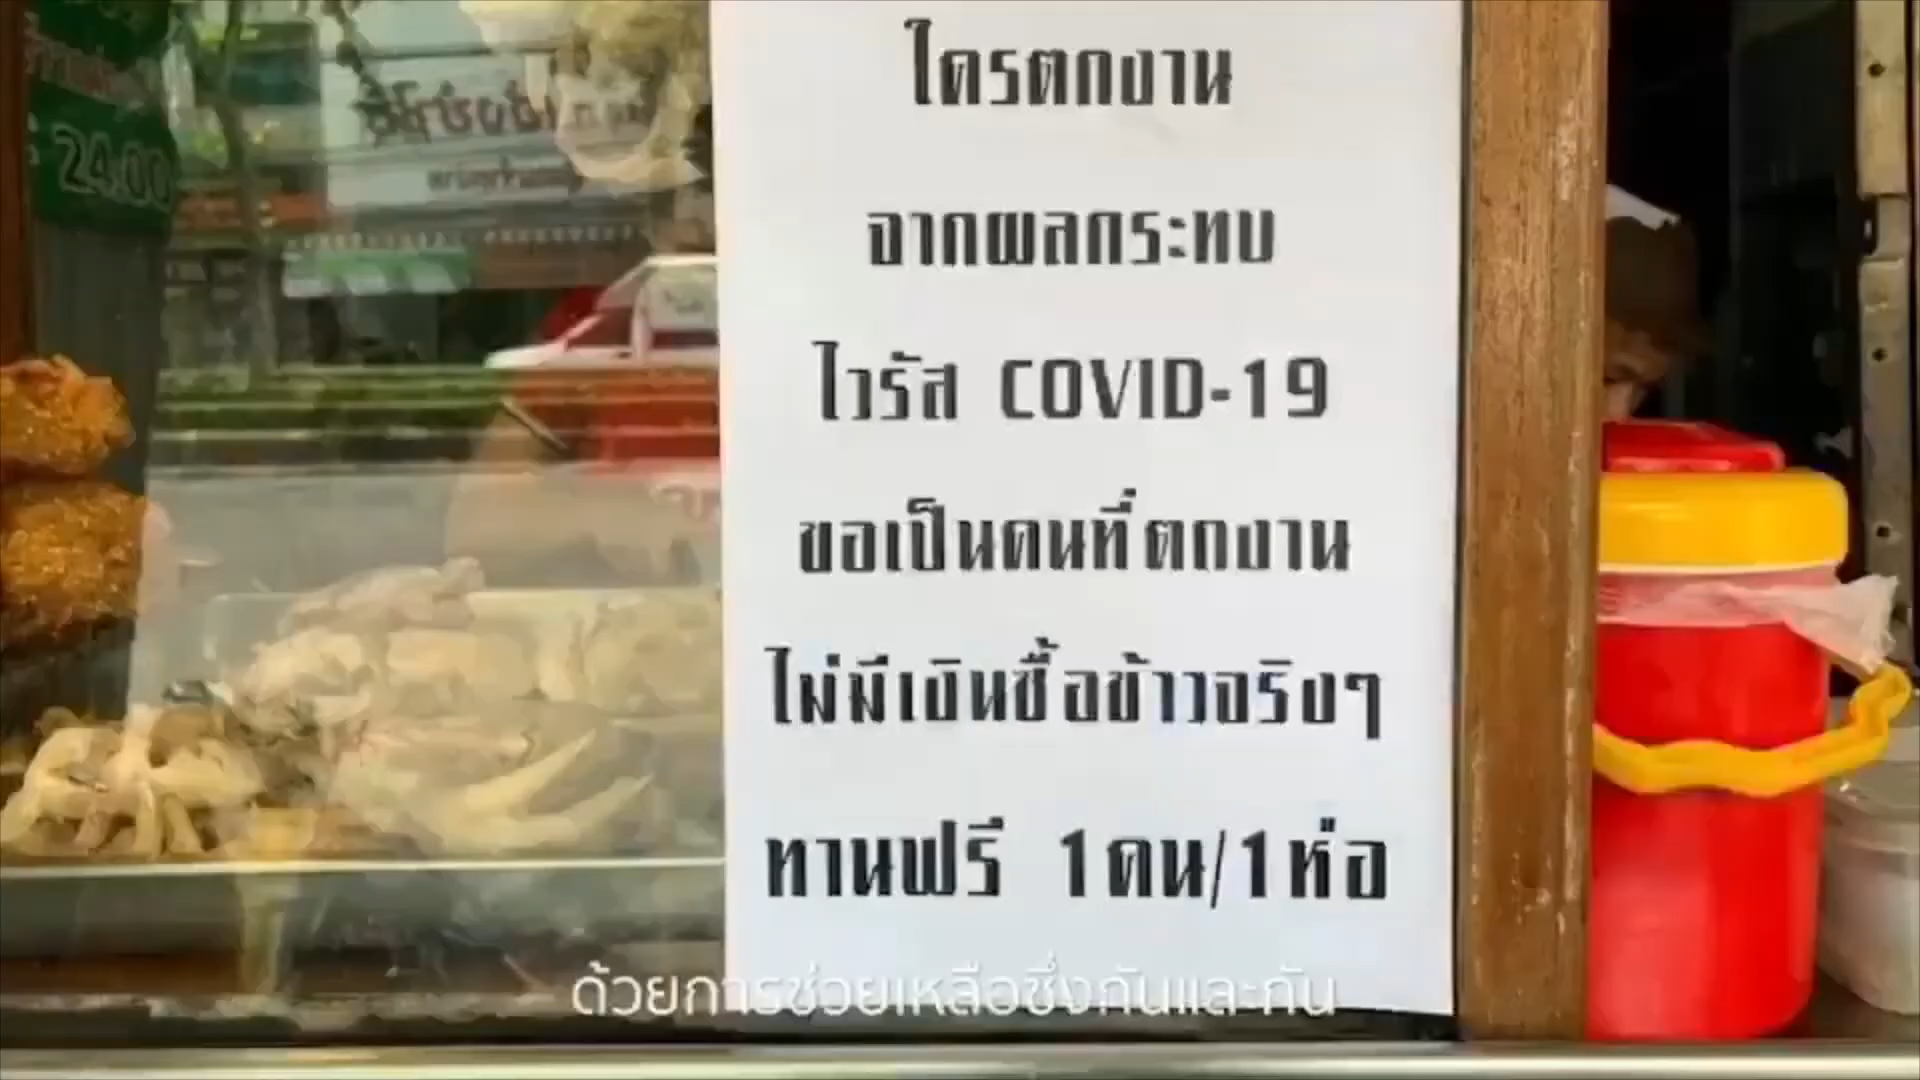 ใครตกงาน
จากผลกระทบ
ไวรัส COVID-19
ขอเป็นคนที่ตกงาน
ไม่มีเงินซื้อข้าวจริงๆ
ทานฟรี 1คน/1ห่อ
ด้วยการช่วยเหลือซึ่งกันและกัน
24.00